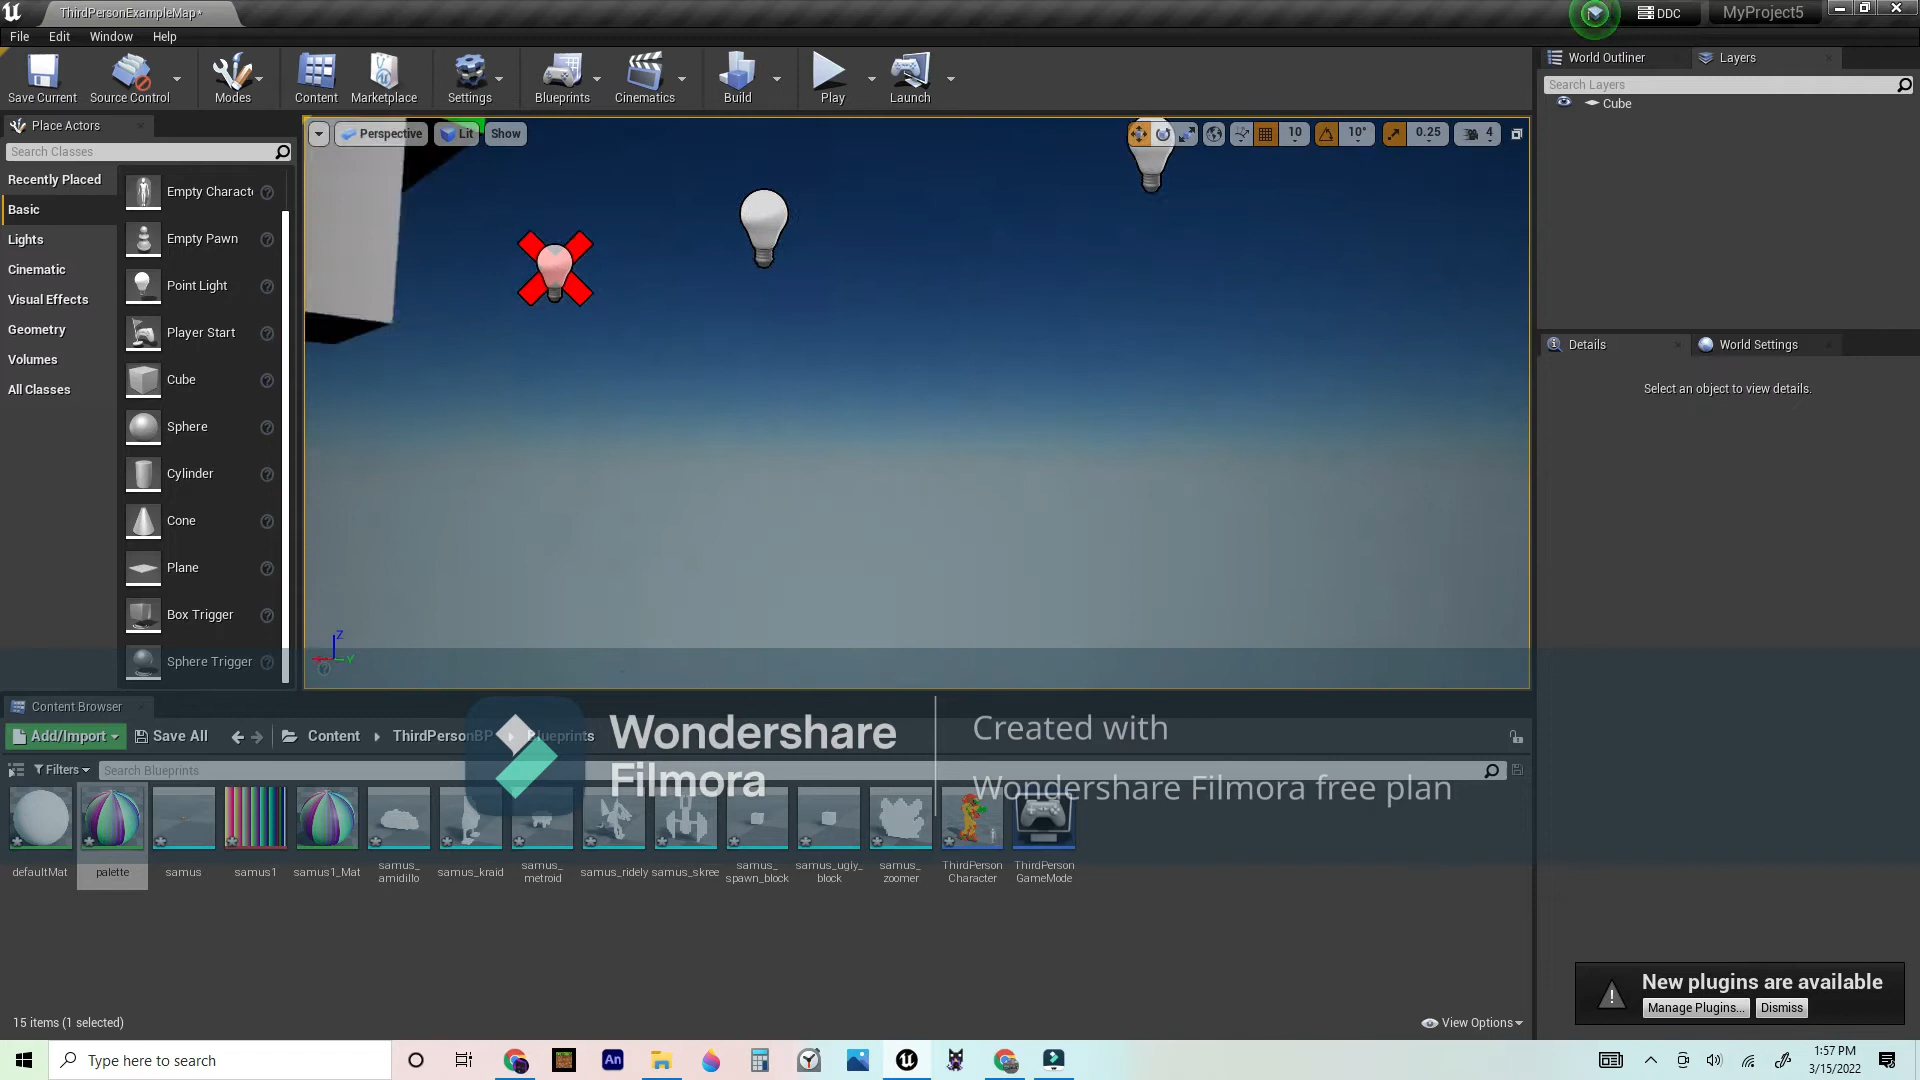 ThirdPersonExampleMap*
DDC
MyProject5
File
Edit
Window
Help
Save Current
Source Control
Modes
Content
Marketplace
Settings
Blueprints
Cinematics
Build
Play
Launch
World Outliner
Layers
Search Layers
Cube
Place Actors
Search Classes
Recently Placed
Basic
Lights
Cinematic
Visual Effects
Geometry
Volumes
All Classes
Empty Charact
Empty Pawn
Point Light
Player Start
Cube
Sphere
Cylinder
Cone
Plane
Box Trigger
Sphere Trigger
Perspective
Lit
Show
10
10°
0.25
4
Z
Y
Details
World Settings
Select an object to view details.
Content Browser
Add/Import
Save All
Content
ThirdPersonBP
Blueprints
Filters
Search Blueprints
Wondershare
Filmora
Created with
Wondershare Filmora free plan
defaultMat
palette
samus
samus1
samus1_Mat
samus_
amidillo
samus_kraid
samus_
metroid
samus_ridely
samus_skree
samus_
spawn_block
samus_ugly_
block
samus_
zoomer
ThirdPerson
Character
ThirdPerson
GameMode
15 items (1 selected)
View Options
New plugins are available
Manage Plugins...
Dismiss
Type here to search
An
1:57 PM
3/15/2022